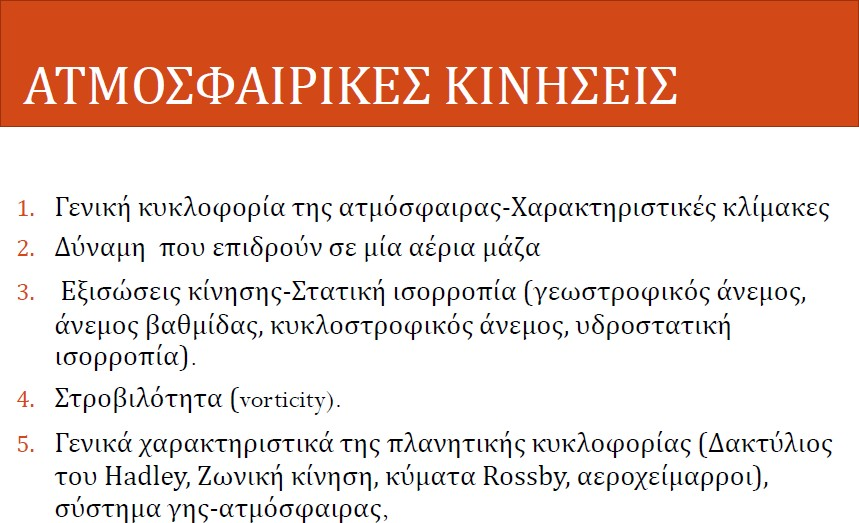 ΑΤΜΟΣΦΑΙΡΙΚΕΣ ΚΙΝΗΣΕΙΣ
1. Γενική κυκλοφορία της ατμόσφαιρας-Χαρακτηριστικές κλίμακες
2. Δύναμη που επιδρούν σε μία αέρια μάζα
3. Εξισώσεις κίνησης-Στατική ισορροπία (γεωστροφικός άνεμος,
άνεμος βαθμίδας, κυκλοστροφικός άνεμος, υδροστατική
ισορροπία).
4. Στροβιλότητα (vorticity).
5. Γενικά χαρακτηριστικά της πλανητικής κυκλοφορίας (Δακτύλιος
του Hadley, Ζωνική κίνηση, κύματα Rossby, αεροχείμαρροι),
σύστημα γης-ατμόσφαιρας,